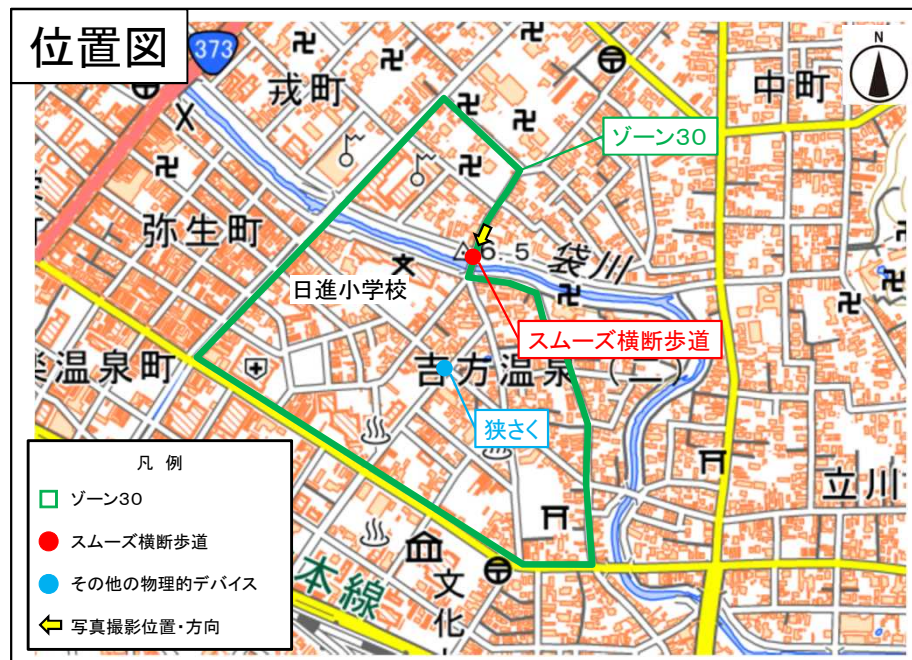 位置図
373
戎町
中町
N
ゾーン30
弥生町
6.5
袋川
日進小学校
スムーズ横断歩道
温泉町
吉方温泉(二)
狭さく
立川
本線
文化
凡 例
ゾーン30
スムーズ横断歩道
その他の物理的デバイス
写真撮影位置・方向